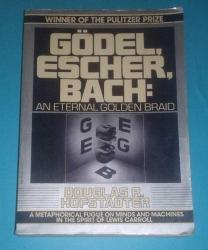 WINNER OF THE PULITZER PRIZE
GÖDEL,
ESCHER,
BACH:
AN ETERNAL GOLDEN BRAID
G E
E G
B B
DOUGLAS R.
HOFSTADTER
A METAPHORICAL FUGUE ON MINDS AND MACHINES
IN THE SPIRIT OF LEWIS CARROLL